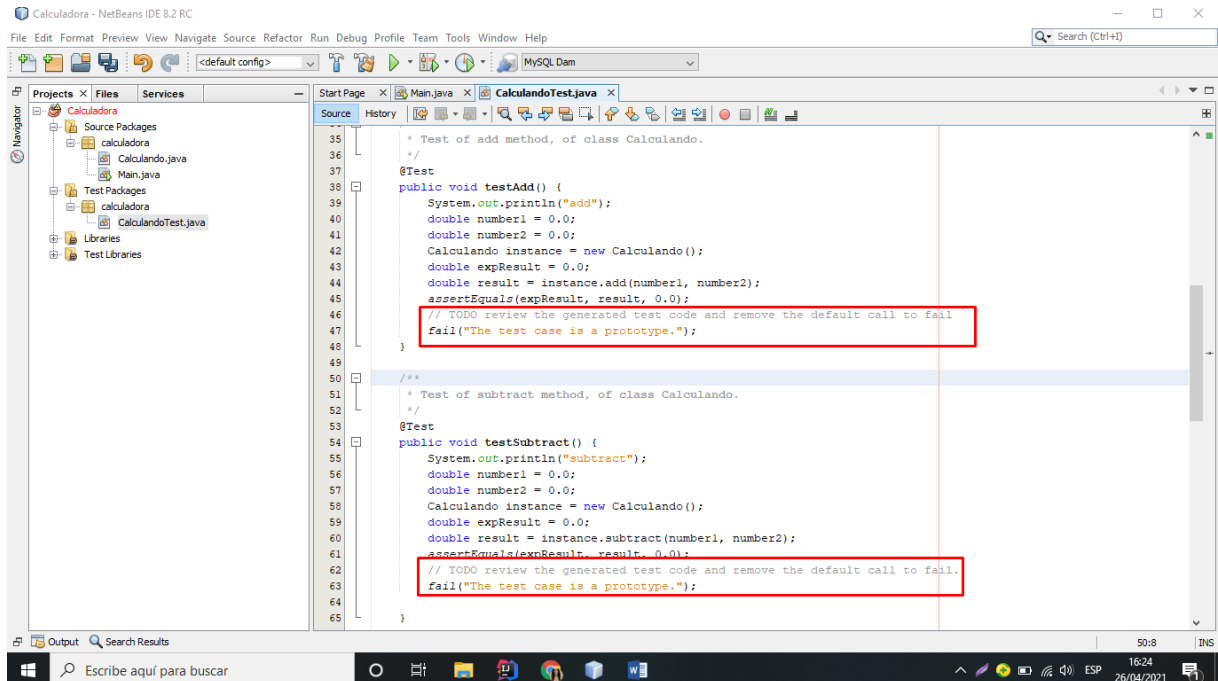 Calculadora - NetBeans IDE 8.2 RC
File Edit Format Preview View Navigate Source Refactor Run Debug Profile Team Tools Window Help
Search (Ctrl+I)
<default config>
MySQL Dam
Projects
Files
Services
Start Page
Main.java
CalculandoTest.java
Navigator
Source
History
Calculadora
Source Packages
calculadora
Calculando.java
Main.java
Test Packages
calculadora
CalculandoTest.java
Libraries
Test Libraries
35 * Test of add method, of class Calculando.
36 */
37 @Test
38 public void testAdd() {
39 System.out.println("add");
40 double number1 = 0.0;
41 double number2 = 0.0;
42 Calculando instance = new Calculando();
43 double expResult = 0.0;
44 double result = instance.add(number1, number2);
45 assertEquals(expResult, result, 0.0);
46 // TODO review the generated test code and remove the default call to fail
47 fail("The test case is a prototype.");
48 }
49
50 /**
51 * Test of subtract method, of class Calculando.
52 */
53 @Test
54 public void testSubtract() {
55 System.out.println("subtract");
56 double number1 = 0.0;
57 double number2 = 0.0;
58 Calculando instance = new Calculando();
59 double expResult = 0.0;
60 double result = instance.subtract(number1, number2);
61 assertEquals(expResult, result, 0.0);
62 // TODO review the generated test code and remove the default call to fail.
63 fail("The test case is a prototype.");
64
65 }
Output
Search Results
50:8
INS
Escribe aquí para buscar
ESP
16:24
26/04/2021